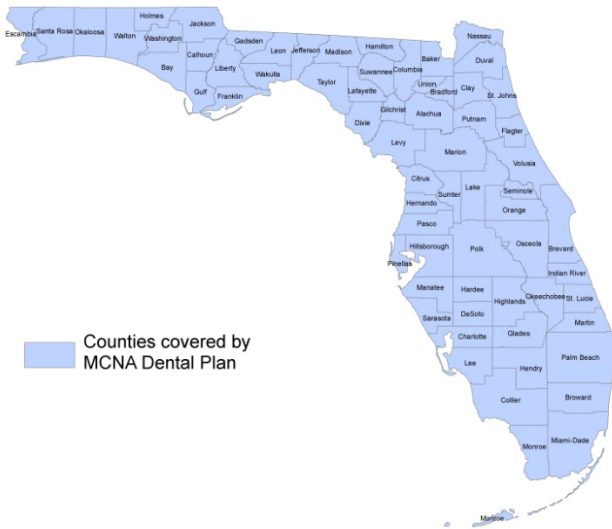 Holmes
Jackson
Escambia
Santa Rosa
Okaloosa
Walton
Washington
Gadsden
Nassau
Hamilton
Leon
Jefferson
Madison
Baker
Duval
Calhoun
Bay
Liberty
Wakulla
Suwannee
Columbia
Taylor
Union
Bradford
Clay
St. Johns
Gulf
Franklin
Lafayette
Gilchrist
Alachua
Putnam
Dixie
Flagler
Levy
Marion
Volusia
Citrus
Sumter
Lake
Seminole
Hernando
Orange
Pasco
Hillsborough
Polk
Osceola
Brevard
Pinellas
Indian River
Manatee
Hardee
Highlands
Okeechobee
St. Lucie
Sarasota
DeSoto
Martin
Charlotte
Glades
Counties covered by
MCNA Dental Plan
Lee
Hendry
Palm Beach
Collier
Broward
Monroe
Miami-Dade
Monroe